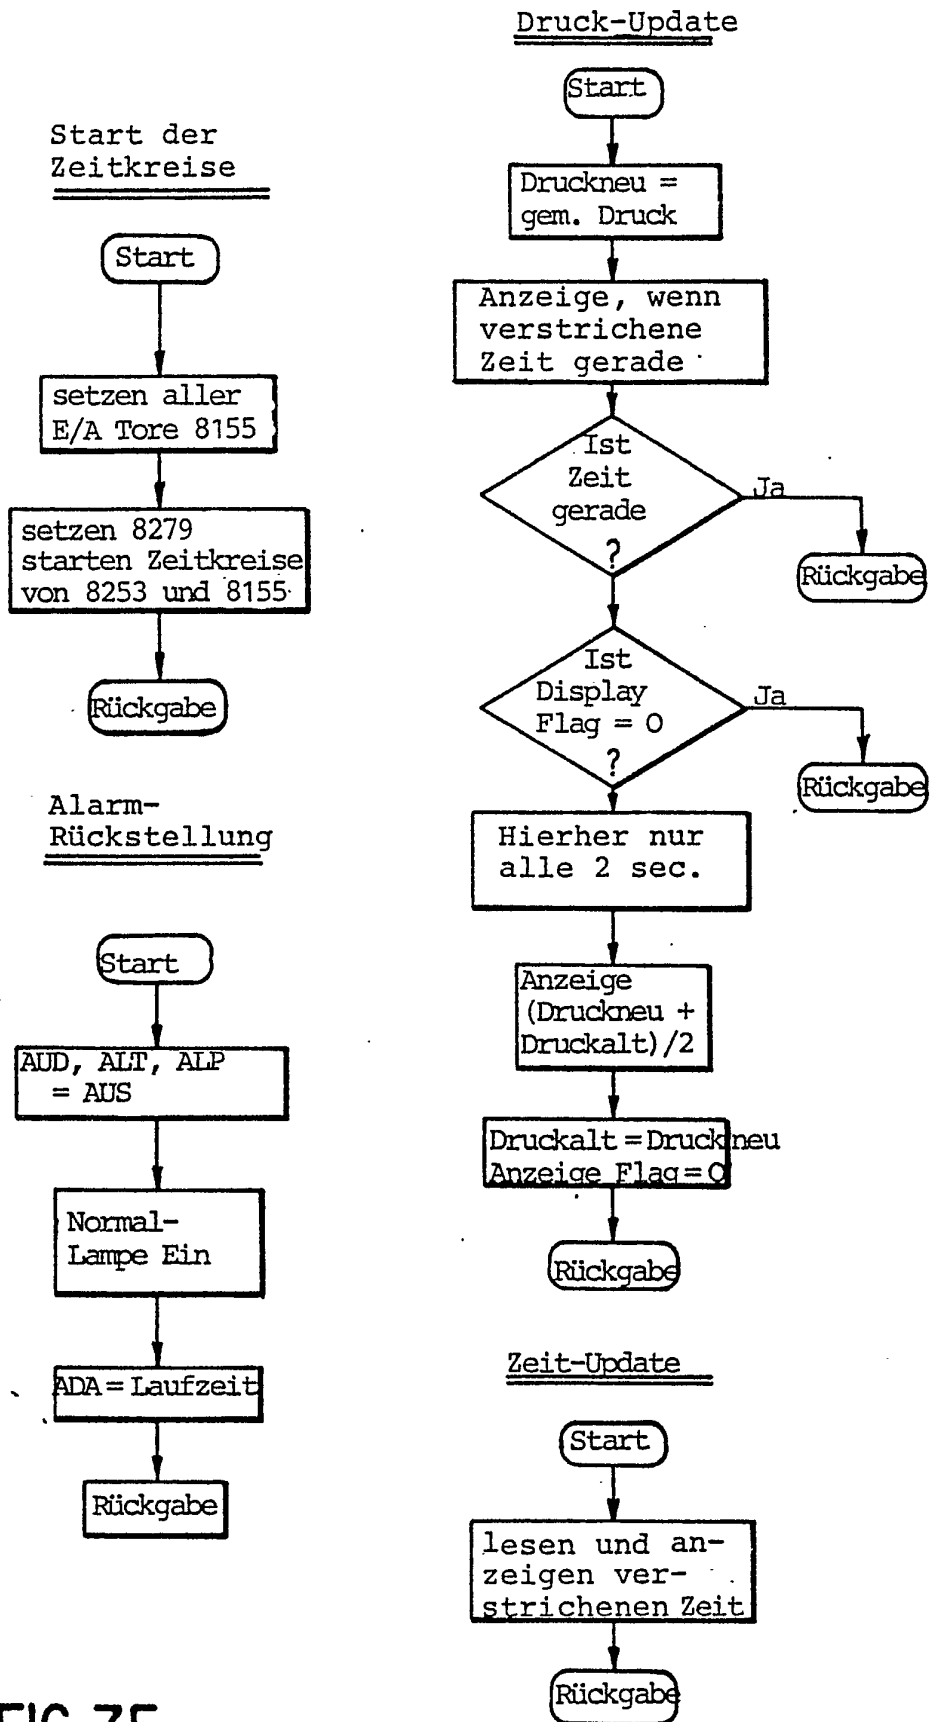 Start der
Zeitkreise
Start
setzen aller
E/A Tore 8155
setzen 8279
starten Zeitkreise
von 8253 und 8155
Rückgabe
Alarm-
Rückstellung
Start
AUD, ALT, ALP
= AUS
Normal-
Lampe Ein
ADA = Laufzeit
Rückgabe
Druck-Update
Start
Druckneu =
gem. Druck
Anzeige, wenn
verstrichene
Zeit gerade
Ist
Zeit
gerade
?
Ja
Rückgabe
Ist
Display
Flag = O
?
Ja
Rückgabe
Hierher nur
alle 2 sec.
Anzeige
(Druckneu +
Druckalt)/2
Druckalt = Druckneu
Anzeige Flag = O
Rückgabe
Zeit-Update
Start
lesen und an-
zeigen ver-
strichenen Zeit
Rückgabe